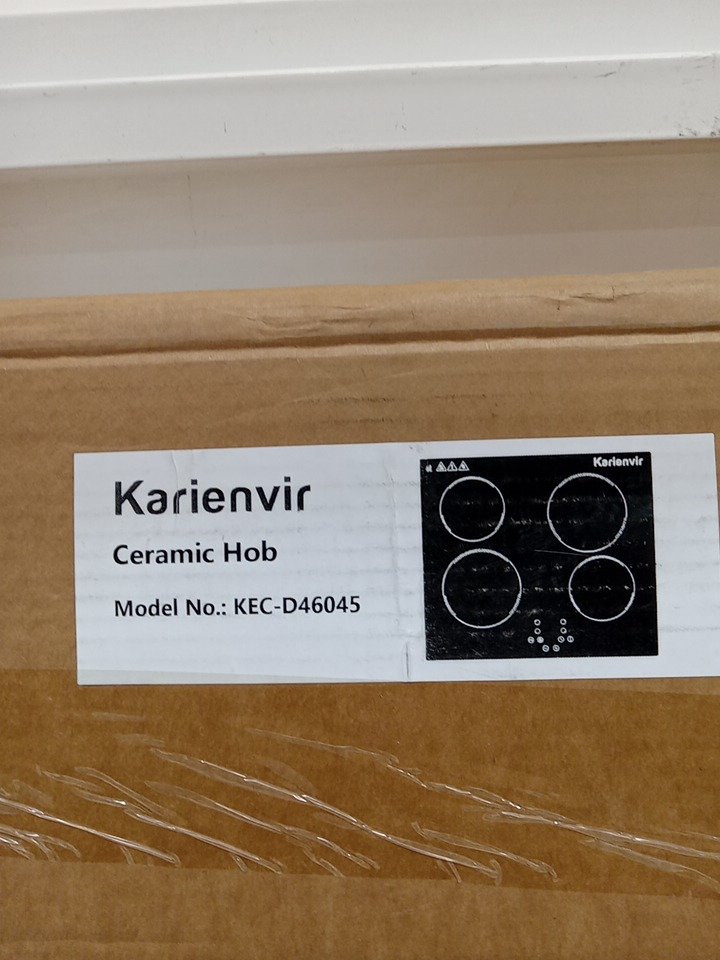 Karienvir
Ceramic Hob
Model No.: KEC-D46045
Karienvir